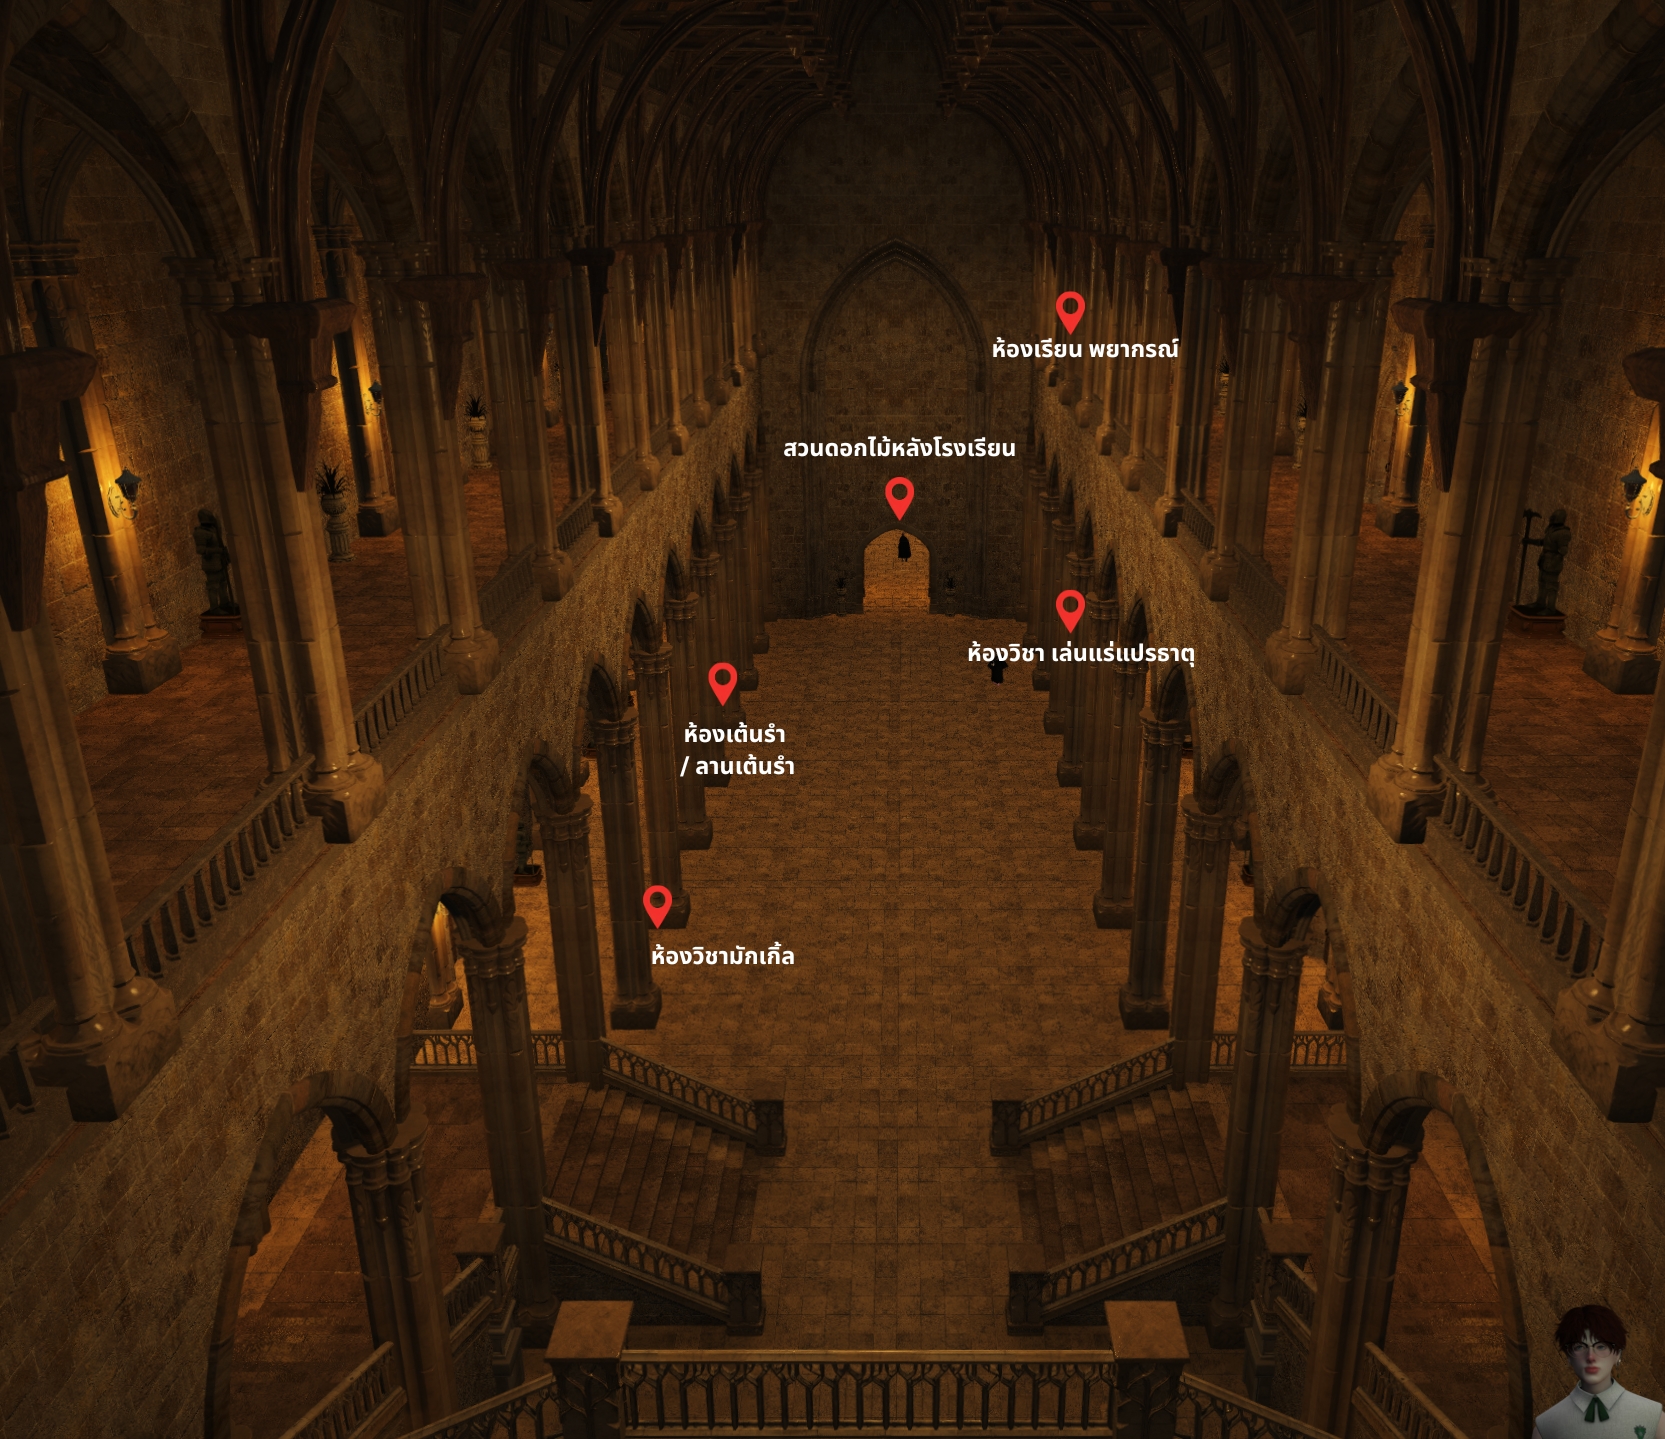 ห้องเรียน พยากรณ์
สวนดอกไม้หลังโรงเรียน
ห้องวิชา เล่นแร่แปรธาตุ
ห้องเต้นรำ
/ ลานเต้นรำ
ห้องวิชามักเกิ้ล